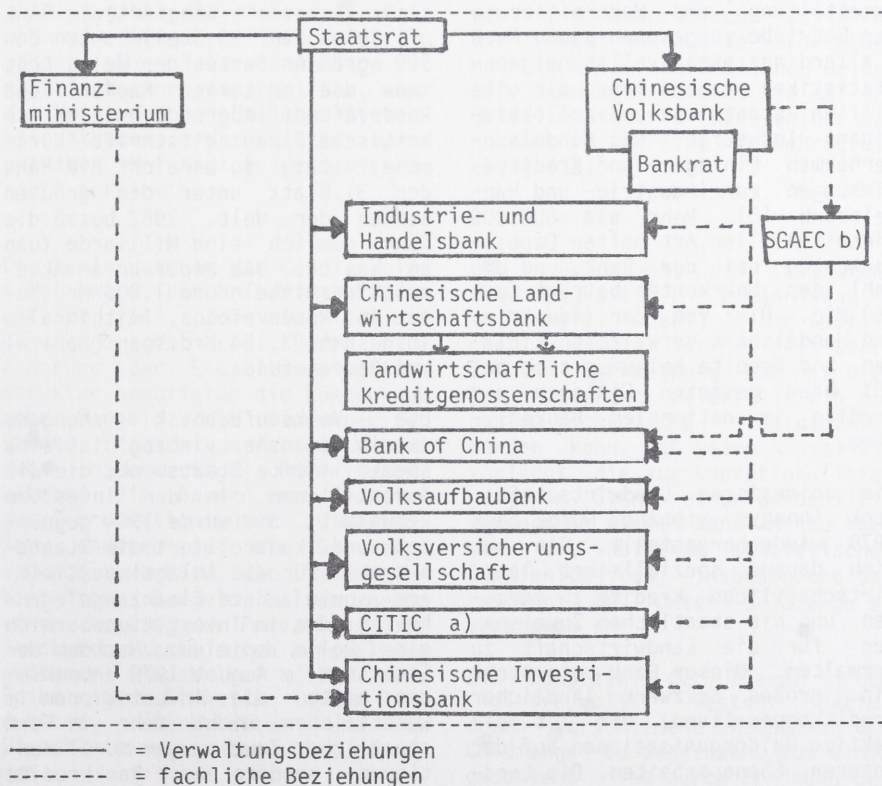 Staatsrat
Finanz-
ministerium
Chinesische
Volksbank
Bankrat
Industrie- und
Handelsbank
SGAEC b)
Chinesische Land-
wirtschaftsbank
landwirtschaftliche
Kreditgenossenschaften
Bank of China
Volksaufbaubank
Volksversicherungs-
gesellschaft
CITIC a)
Chinesische Investi-
tionsbank
= Verwaltungsbeziehungen
= fachliche Beziehungen